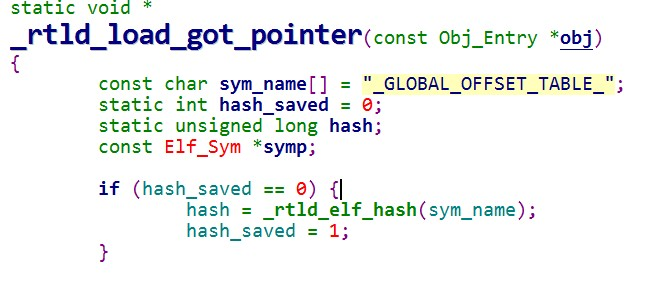 static void *
_rtld_load_got_pointer(const Obj_Entry *obj)
{
const char sym_name[] = "_GLOBAL_OFFSET_TABLE_";
static int hash_saved = 0;
static unsigned long hash;
const Elf_Sym *symp;
if (hash_saved == 0) {
hash = _rtld_elf_hash(sym_name);
hash_saved = 1;
}